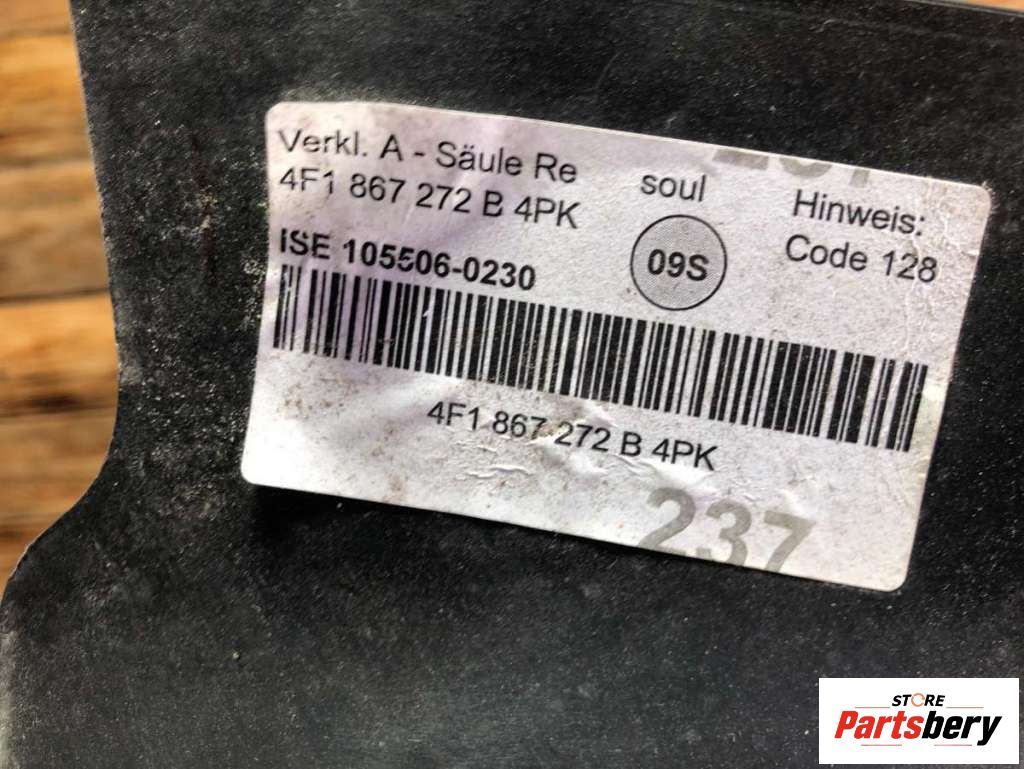 Verkl. A - Säule Re
4F1 867 272 B 4PK
ISE 105506-0230
soul
09S
Hinweis:
Code 128
4F1 867 272 B 4PK
237
STORE
Partsbery